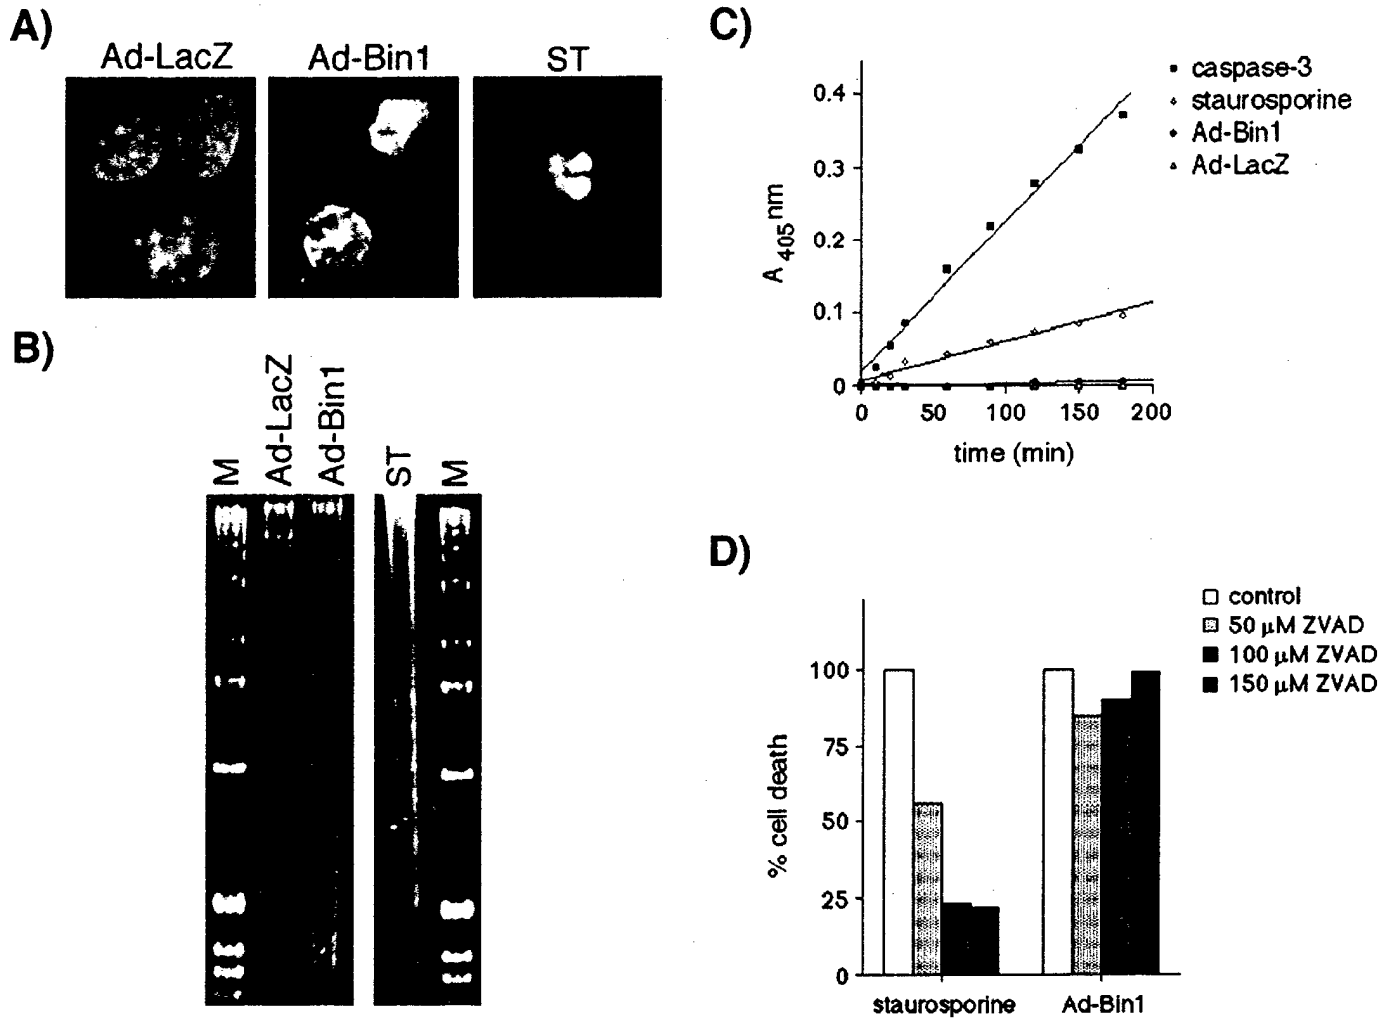 A)
Ad-LacZ Ad-Bin1 ST
B)
M Ad-LacZ Ad-Bin1 ST M
C)
caspase-3
staurosporine
Ad-Bin1
Ad-LacZ
A405nm
0.4
0.3
0.2
0.1
0
0 50 100 150 200
time (min)
D)
control
50 μM ZVAD
100 μM ZVAD
150 μM ZVAD
% cell death
100
75
50
25
0
staurosporine Ad-Bin1